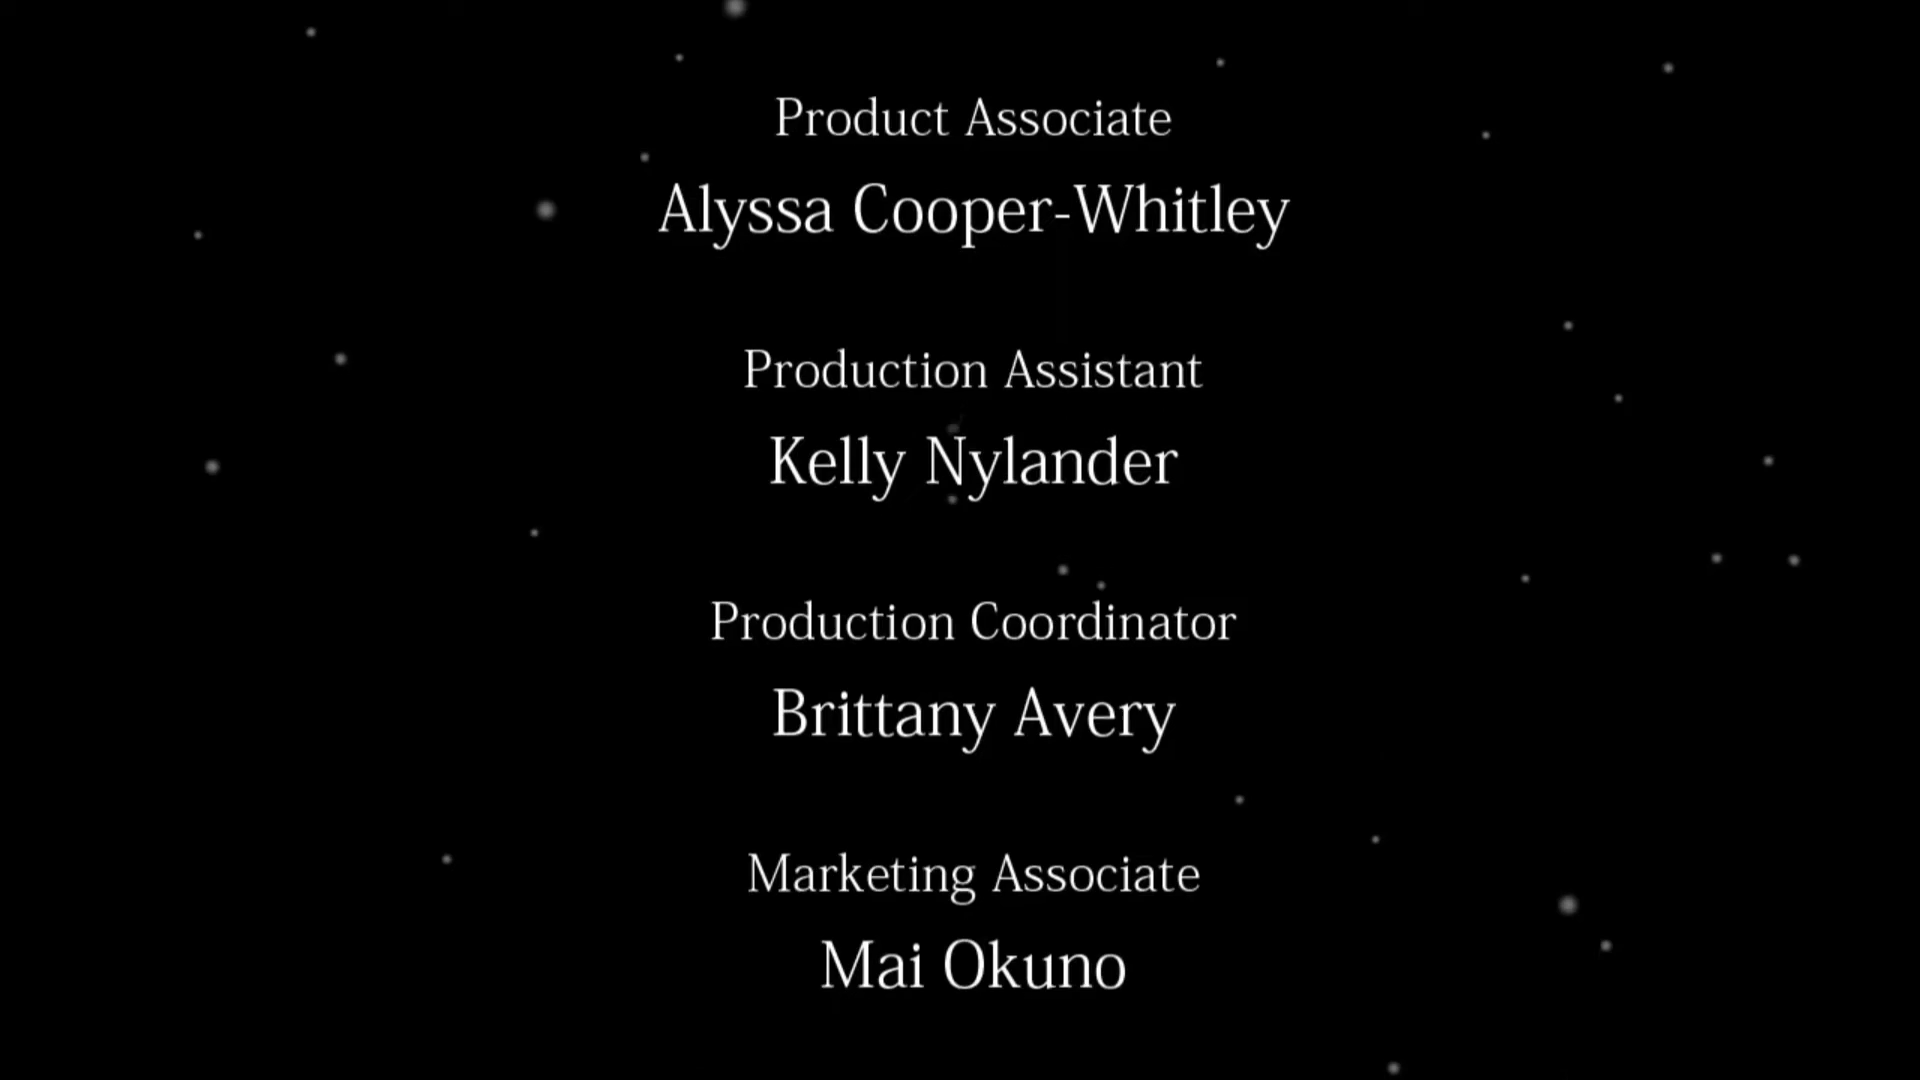 Product Associate
Alyssa Cooper-Whitley
Production Assistant
Kelly Nylander
Production Coordinator
Brittany Avery
Marketing Associate
Mai Okuno